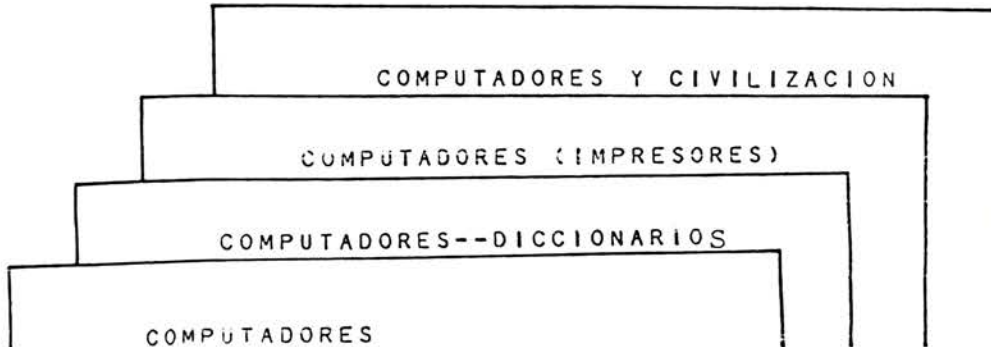 COMPUTADORES Y CIVILIZACION
COMPUTADORES (IMPRESORES)
COMPUTADORES--DICCIONARIOS
COMPUTADORES